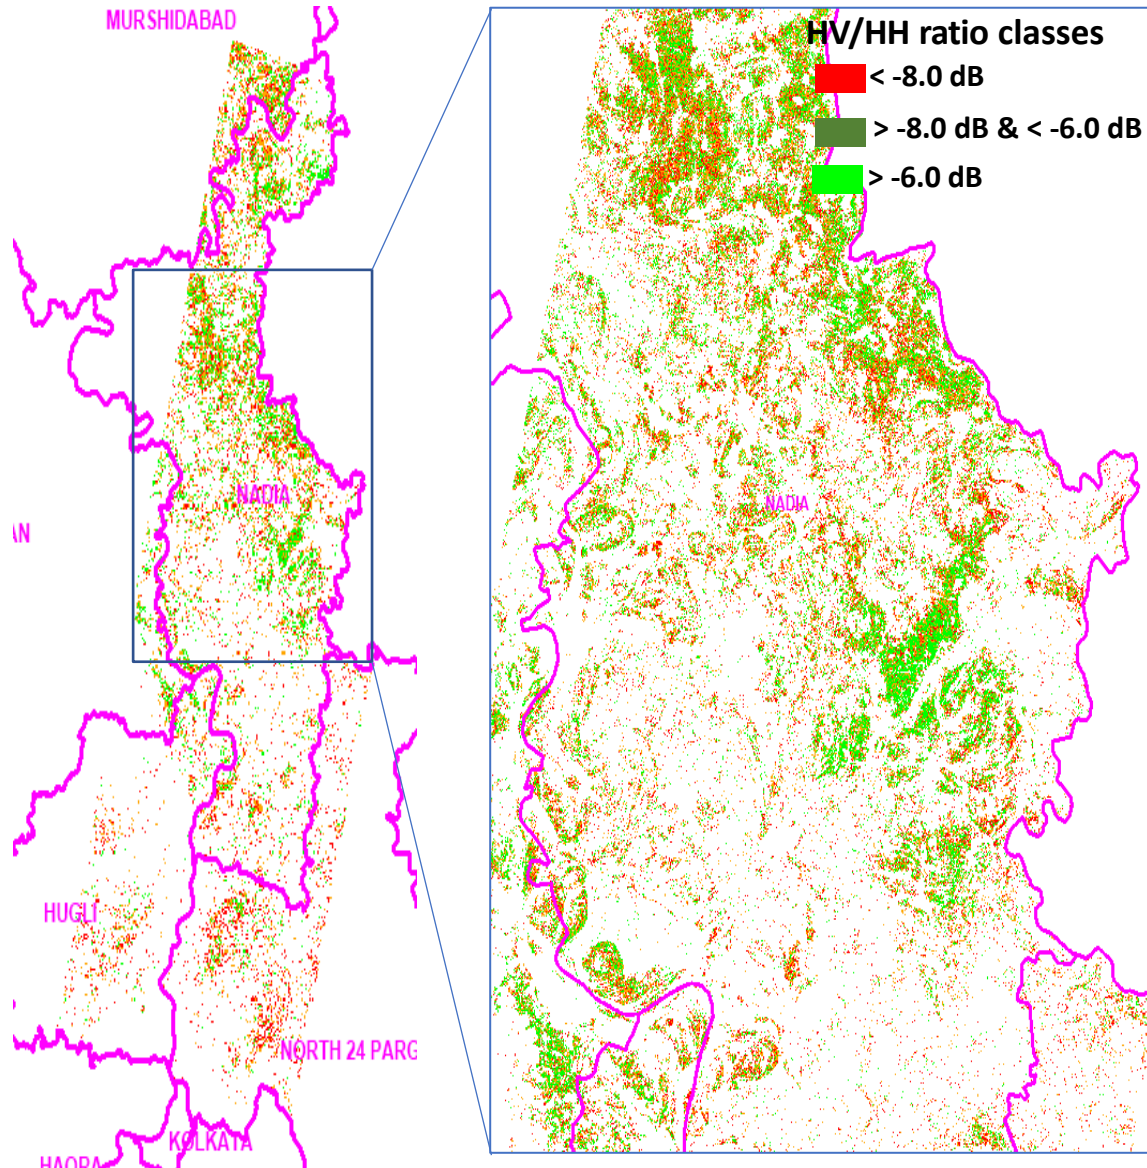 MURSHIDABAD
HV/HH ratio classes
< -8.0 dB
> -8.0 dB & < -6.0 dB
> -6.0 dB
NADIA
NADIA
AN
HUGLI
NORTH 24 PARG
KOLKATA
HAORA